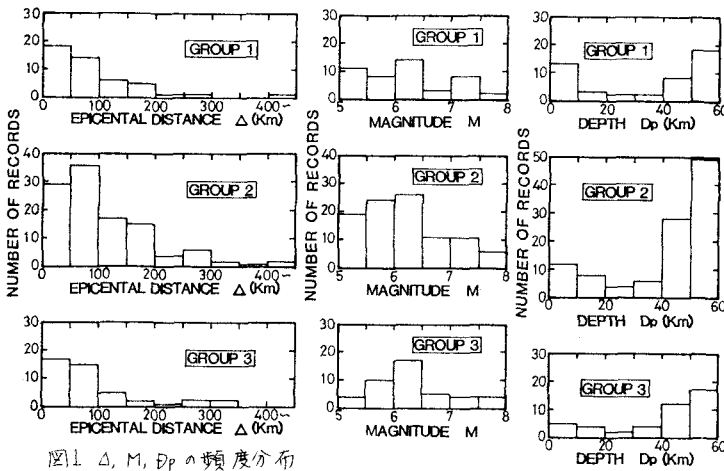 NUMBER OF RECORDS
30
20
10
0
GROUP 1
0 100 200 300 400~
EPICENTAL DISTANCE Δ (Km)
40
30
20
10
0
GROUP 2
0 100 200 300 400~
EPICENTAL DISTANCE Δ (Km)
30
20
10
0
GROUP 3
0 100 200 300 400~
EPICENTAL DISTANCE Δ (Km)
NUMBER OF RECORDS
30
20
10
0
GROUP 1
5 6 7 8
MAGNITUDE M
40
30
20
10
0
GROUP 2
5 6 7 8
MAGNITUDE M
30
20
10
0
GROUP 3
5 6 7 8
MAGNITUDE M
NUMBER OF RECORDS
30
20
10
0
GROUP 1
0 20 40 60
DEPTH Dp (Km)
50
40
30
20
10
0
GROUP 2
0 20 40 60
DEPTH Dp (Km)
30
20
10
0
GROUP 3
0 20 40 60
DEPTH Dp (Km)
図1 Δ, M, Dp の頻度分布